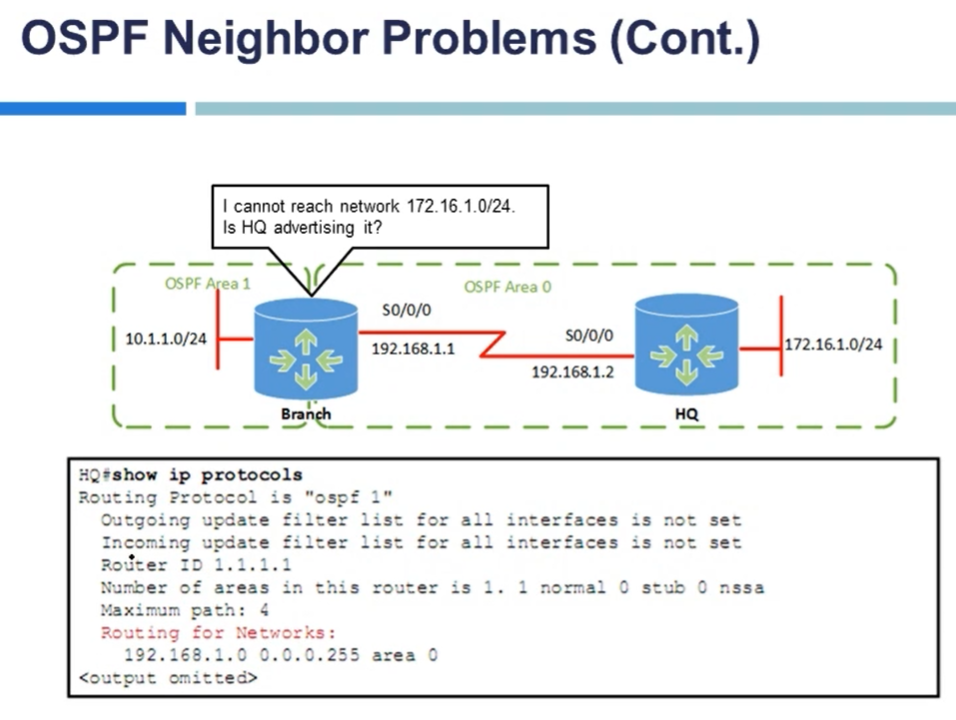 OSPF Neighbor Problems (Cont.)
I cannot reach network 172.16.1.0/24.
Is HQ advertising it?
OSPF Area 1
OSPF Area 0
S0/0/0
10.1.1.0/24
192.168.1.1
S0/0/0
192.168.1.2
172.16.1.0/24
Branch
HQ
HQ#show ip protocols
Routing Protocol is "ospf 1"
Outgoing update filter list for all interfaces is not set
Incoming update filter list for all interfaces is not set
Router ID 1.1.1.1
Number of areas in this router is 1. 1 normal 0 stub 0 nssa
Maximum path: 4
Routing for Networks:
192.168.1.0 0.0.0.255 area 0
<output omitted>